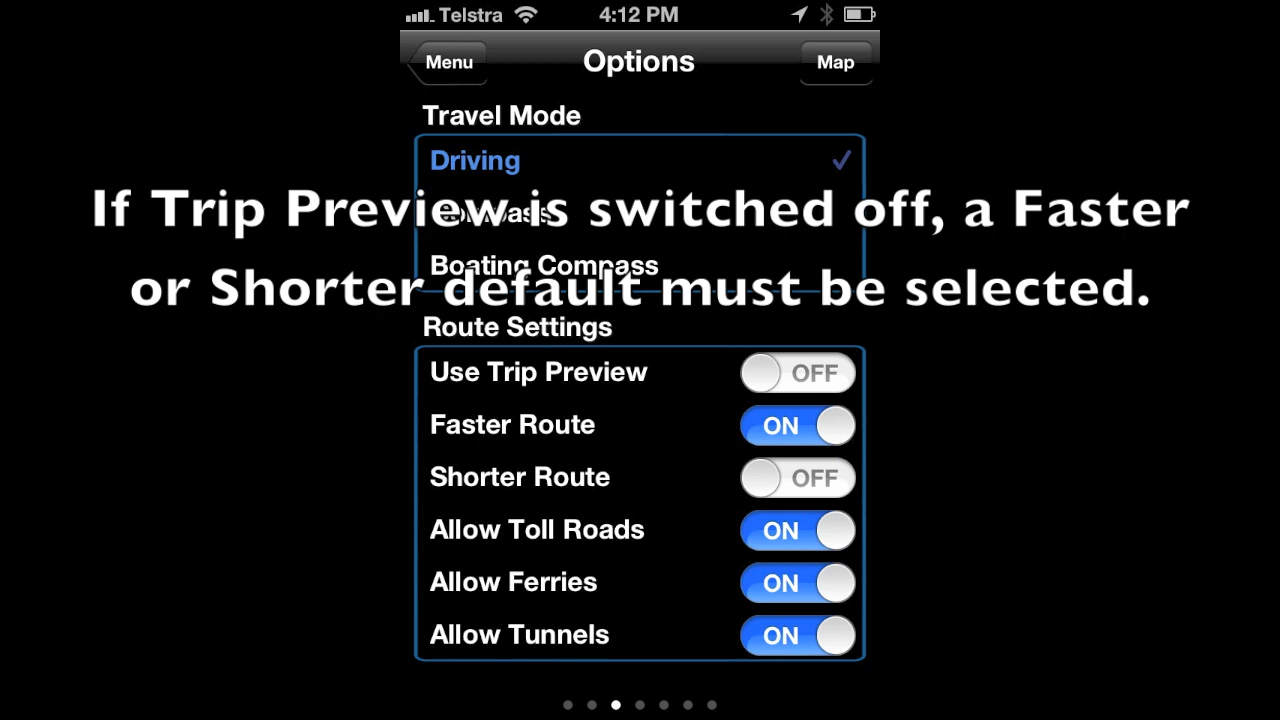 Telstra 4:12 PM
Menu Options Map
Travel Mode
Driving
If Trip Preview is switched off, a Faster
Compass
Boating Compass
or Shorter default must be selected.
Route Settings
Use Trip Preview OFF
Faster Route ON
Shorter Route OFF
Allow Toll Roads ON
Allow Ferries ON
Allow Tunnels ON